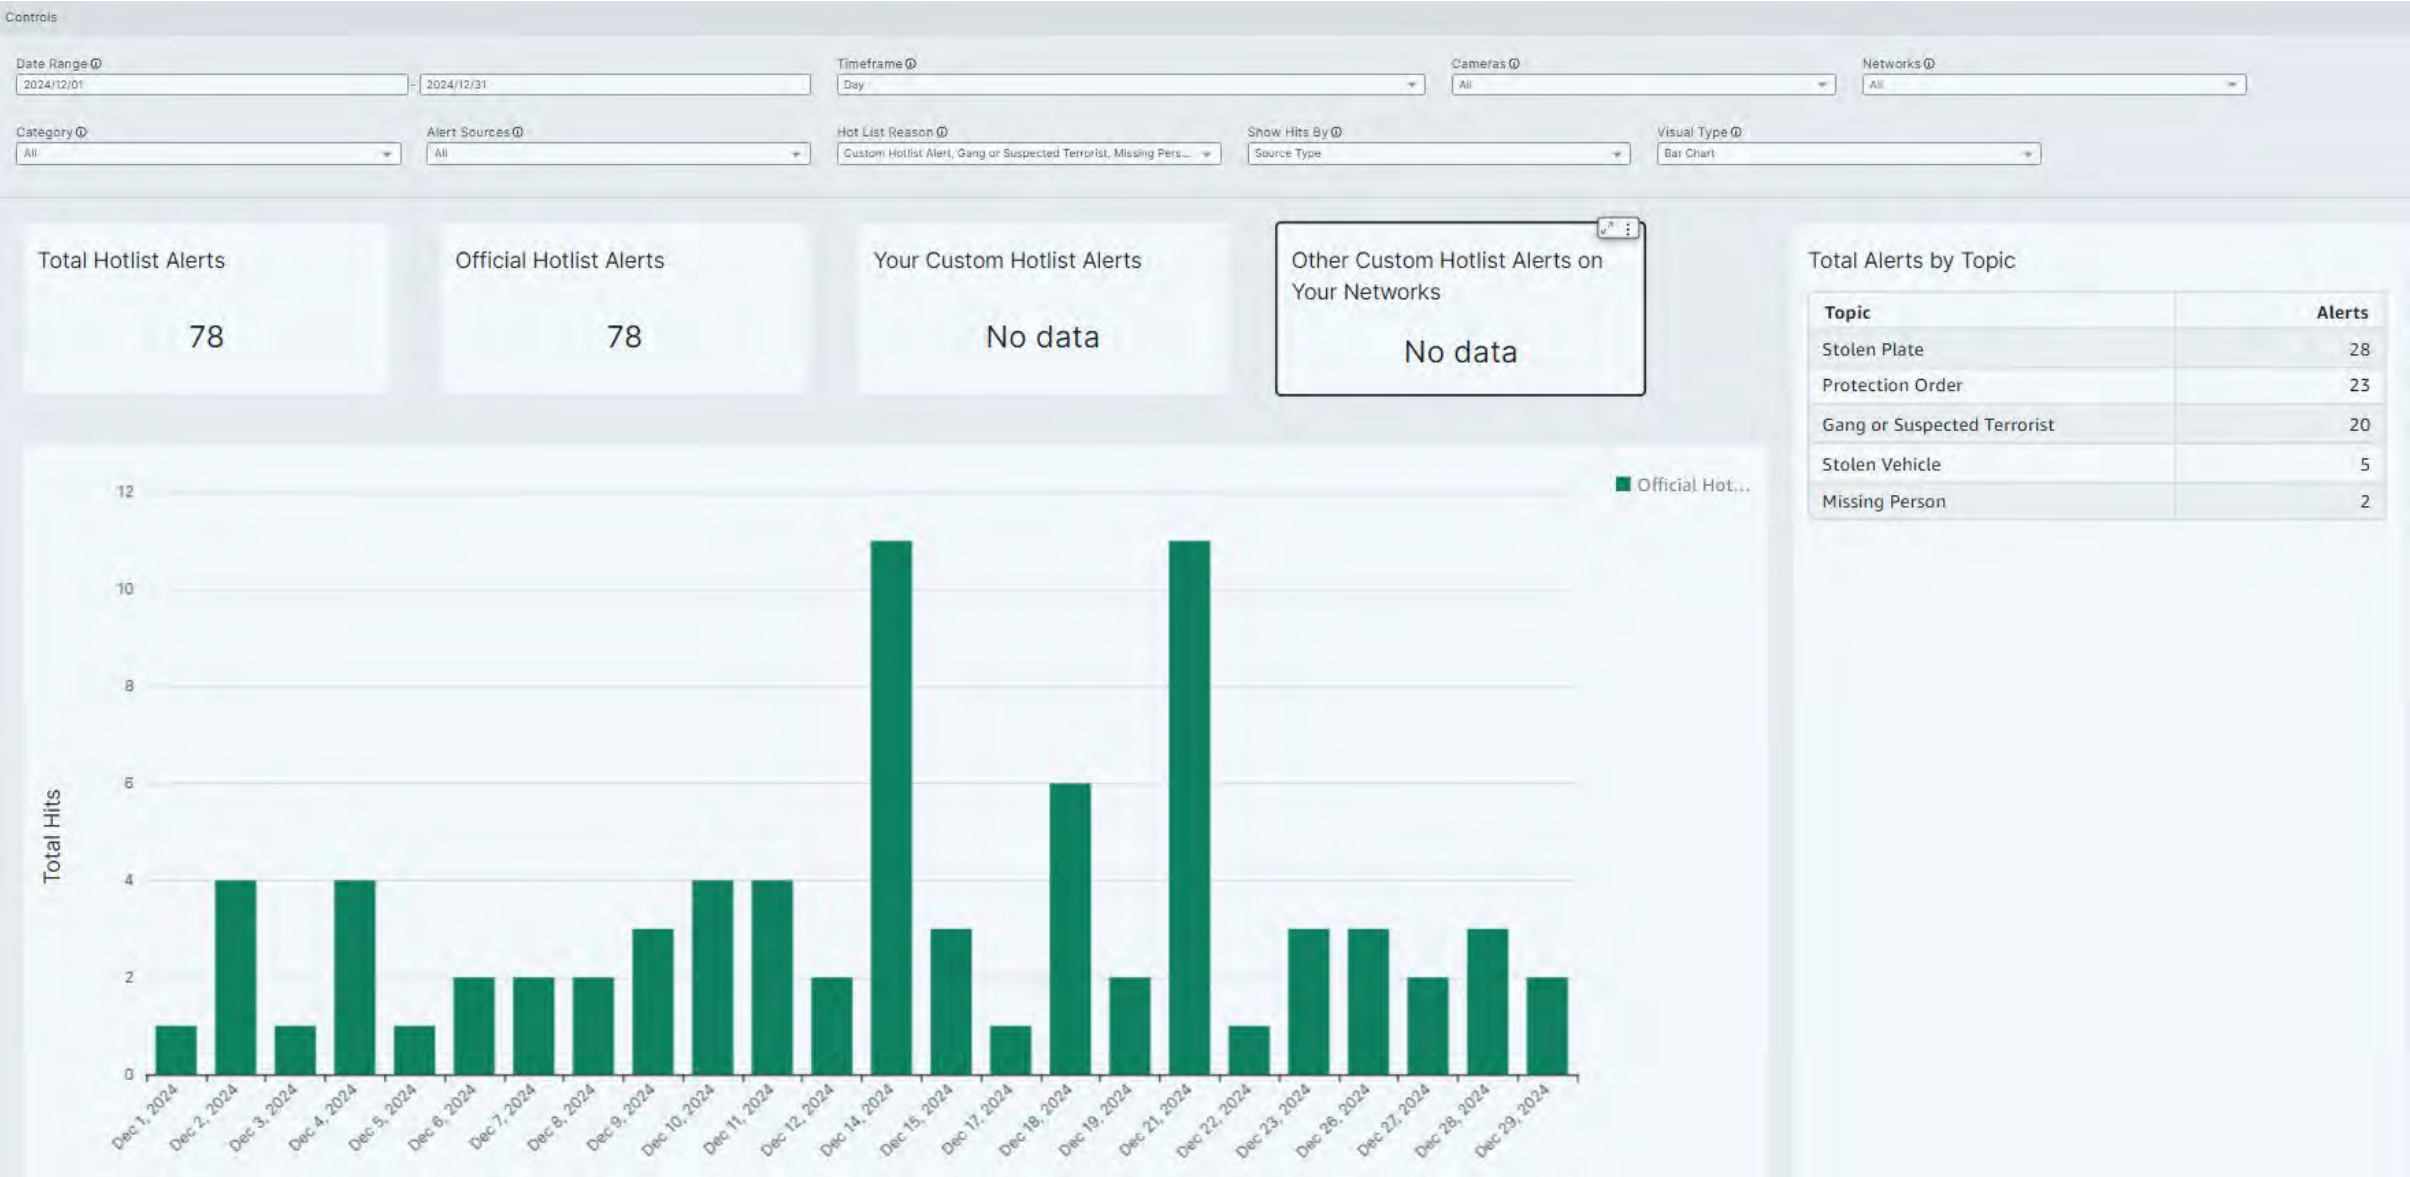 Controls
Date Range
2024/12/01 - 2024/12/31
Timeframe
Day
Cameras
All
Networks
All
Category
All
Alert Sources
All
Hot List Reason
Custom Hotlist Alert, Gang or Suspected Terrorist, Missing Pers...
Show Hits By
Source Type
Visual Type
Bar Chart
Total Hotlist Alerts
78
Official Hotlist Alerts
78
Your Custom Hotlist Alerts
No data
Other Custom Hotlist Alerts on
Your Networks
No data
Total Alerts by Topic
Topic Alerts
Stolen Plate 28
Protection Order 23
Gang or Suspected Terrorist 20
Stolen Vehicle 5
Missing Person 2
Official Hot...
Total Hits
12
10
8
6
4
2
0
Dec 1, 2024
Dec 2, 2024
Dec 3, 2024
Dec 4, 2024
Dec 5, 2024
Dec 6, 2024
Dec 7, 2024
Dec 8, 2024
Dec 9, 2024
Dec 10, 2024
Dec 11, 2024
Dec 12, 2024
Dec 14, 2024
Dec 15, 2024
Dec 17, 2024
Dec 18, 2024
Dec 19, 2024
Dec 21, 2024
Dec 22, 2024
Dec 23, 2024
Dec 26, 2024
Dec 27, 2024
Dec 28, 2024
Dec 29, 2024